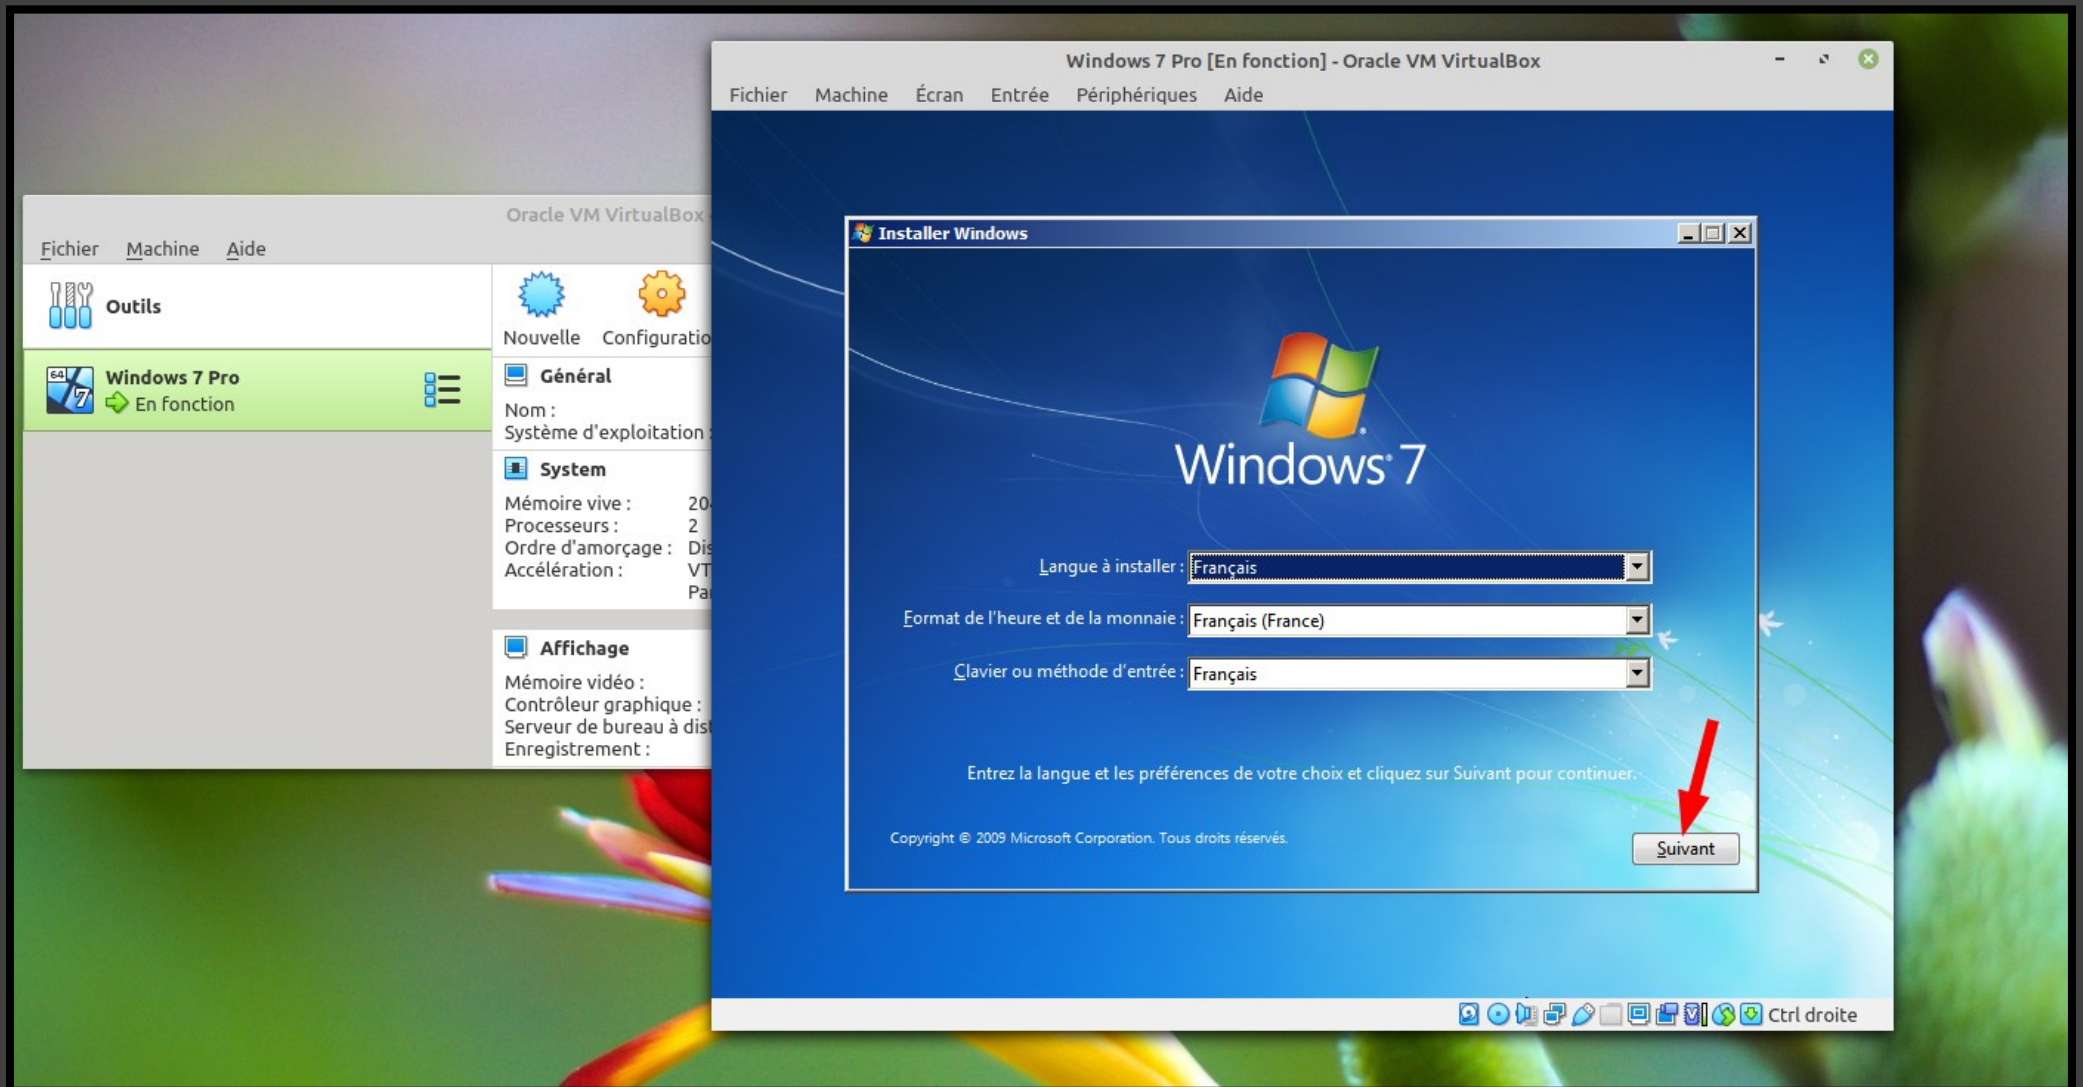 Windows 7 Pro [En fonction] - Oracle VM VirtualBox
Fichier Machine Écran Entrée Périphériques Aide
Oracle VM VirtualBox
Fichier Machine Aide
Outils
Nouvelle
64
7
Windows 7 Pro
En fonction
Général
Nom :
Système d'exploitation :
System
Mémoire vive :
Processeurs : 2
Ordre d'amorçage :
Accélération :
Affichage
Mémoire vidéo :
Contrôleur graphique :
Serveur de bureau à
Enregistrement :
Installer Windows
Windows® 7
Langue à installer : Français
Format de l'heure et de la monnaie : Français (France)
Clavier ou méthode d'entrée : Français
Entrez la langue et les préférences de votre choix et cliquez sur Suivant pour continuer.
Copyright © 2009 Microsoft Corporation. Tous droits réservés.
Suivant
Ctrl droite